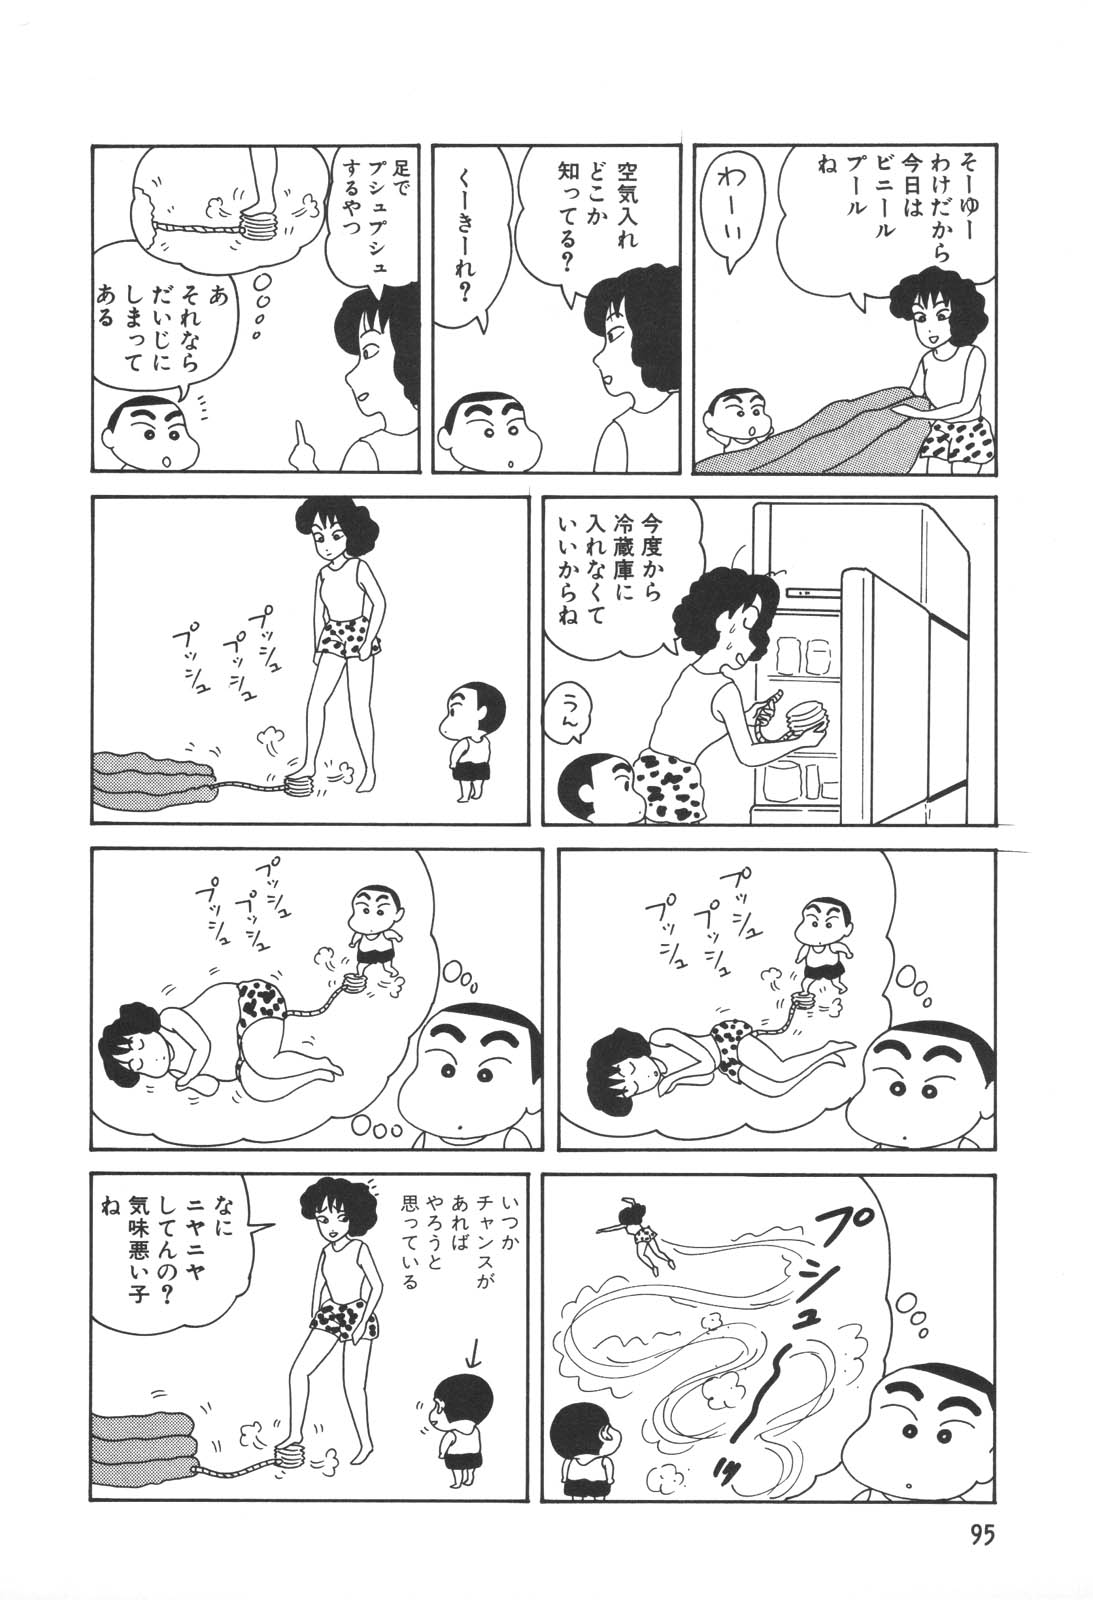 そーゆー
わけだから
今日は
ビニール
プール
ね
わーい
空気入れ
どこか
知ってる?
くーきーれ?
足で
プシュプシュ
するやつ
あ
それなら
だいじに
しまって
ある
今度から
冷蔵庫に
入れなくて
いいからね
うん
プッシュ
プッシュ
プッシュ
プッシュ
プッシュ
プッシュ
プッシュ
プッシュ
プッシュ
プシューッ
いつか
チャンスが
あれば
やろうと
思っている
なに
ニヤニヤ
してんの?
気味悪い子
ね
95